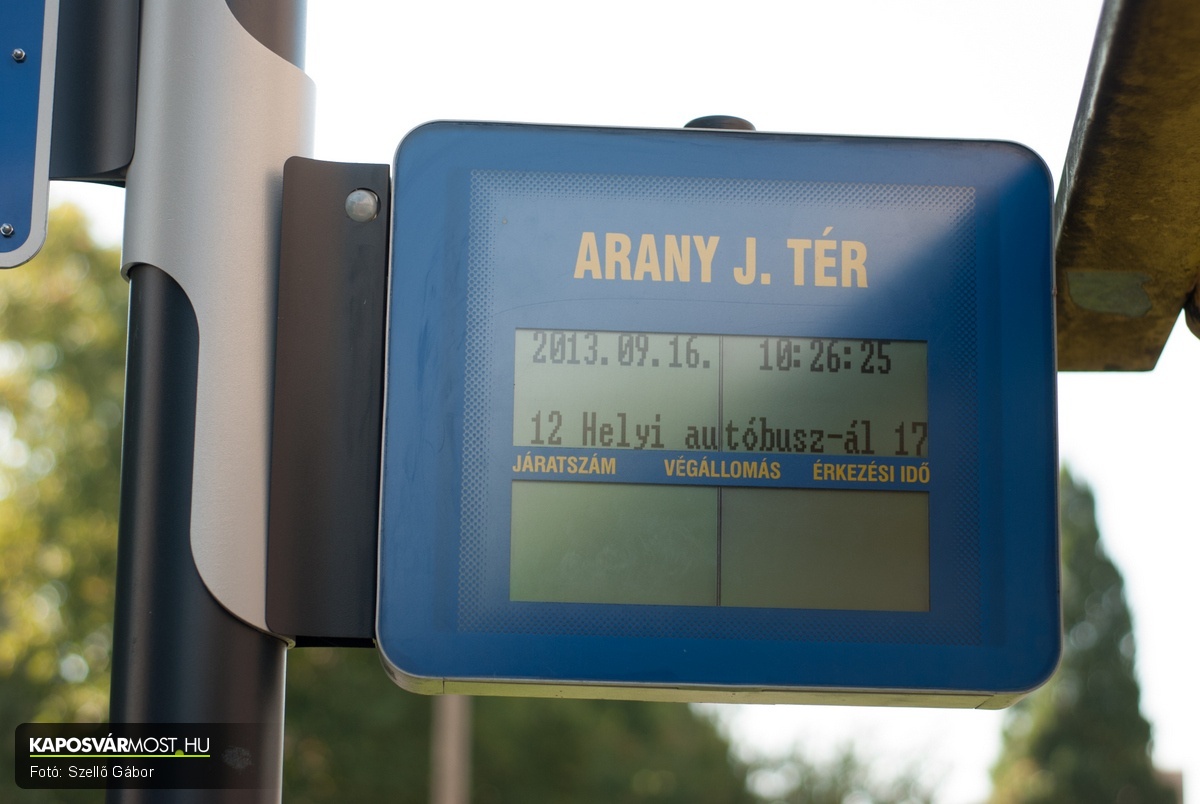 ARANY J. TÉR
2013.09.16. 10:26:25
12 Helyi autóbusz-ál 17
JÁRATSZÁM VÉGÁLLOMÁS ÉRKEZÉSI IDŐ
KAPOSVÁRMOST.HU
Fotó: Szellő Gábor